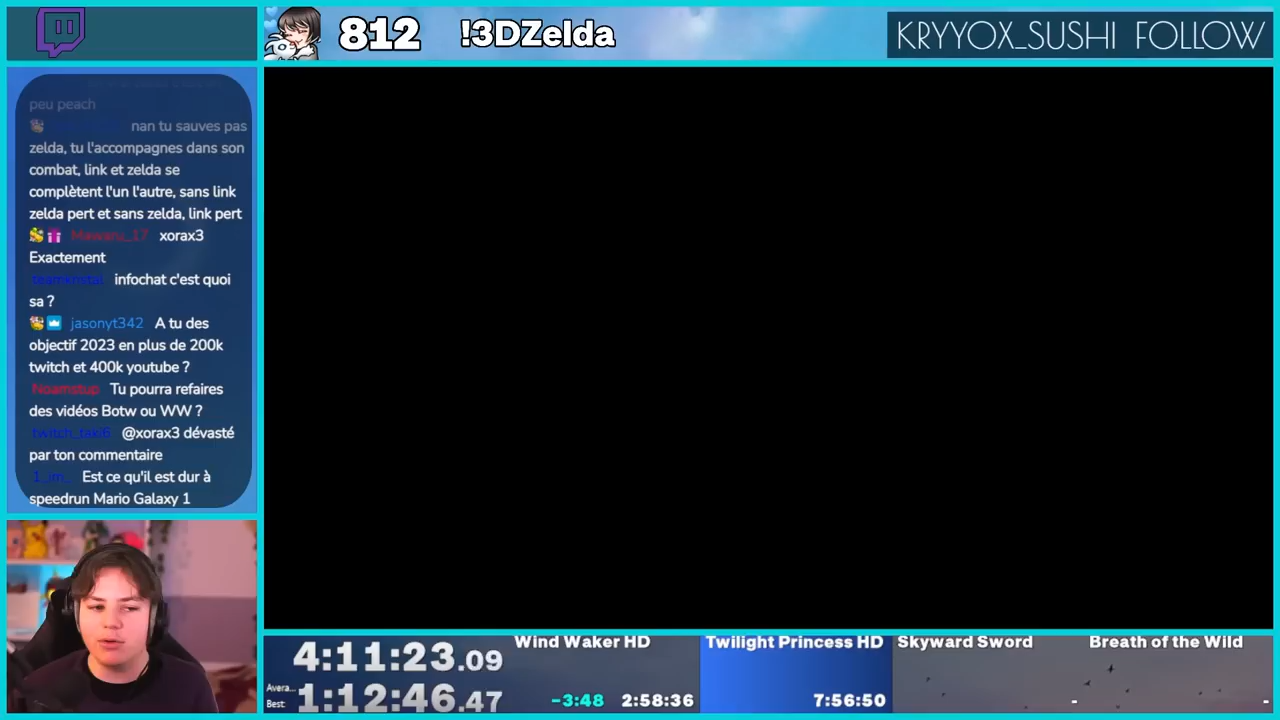 812
!3DZelda
KRYYOX_SUSHI FOLLOW
peu peach
nan tu sauves pas
zelda, tu l'accompagnes dans son
combat, link et zelda se
complètent l'un l'autre, sans link
zelda pert et sans zelda, link pert
Mawaru_17 xorax3
Exactement
infochat c'est quoi
sa ?
jasonyt342 A tu des
objectif 2023 en plus de 200k
twitch et 400k youtube ?
Noamstup Tu pourra refaires
des vidéos Botw ou WW ?
@xorax3 dévasté
par ton commentaire
Est ce qu'il est dur à
speedrun Mario Galaxy 1
4:11:23.09
Avera...
Best:
1:12:46.47
Wind Waker HD
-3:48 2:58:36
Twilight Princess HD
7:56:50
Skyward Sword
-
Breath of the Wild
-